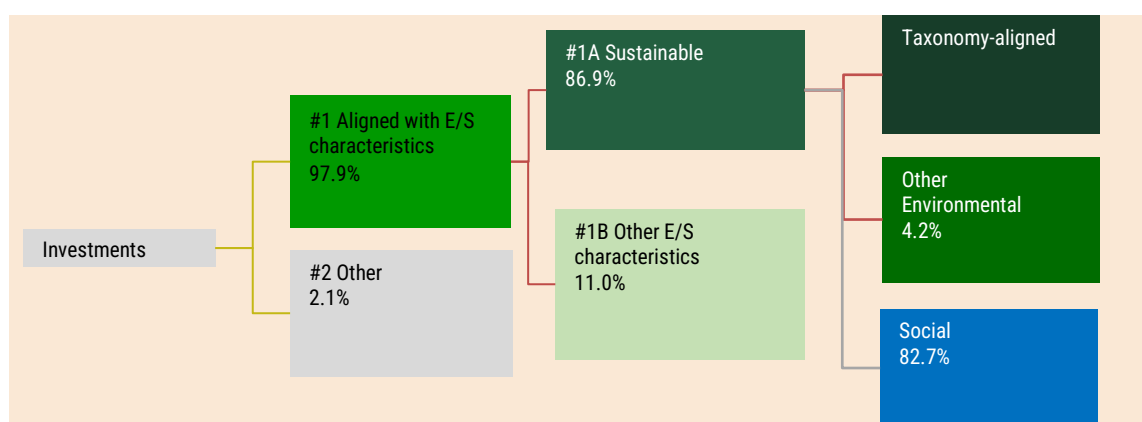 Investments
#1 Aligned with E/S
characteristics
97.9%
#2 Other
2.1%
#1A Sustainable
86.9%
#1B Other E/S
characteristics
11.0%
Taxonomy-aligned
Other
Environmental
4.2%
Social
82.7%